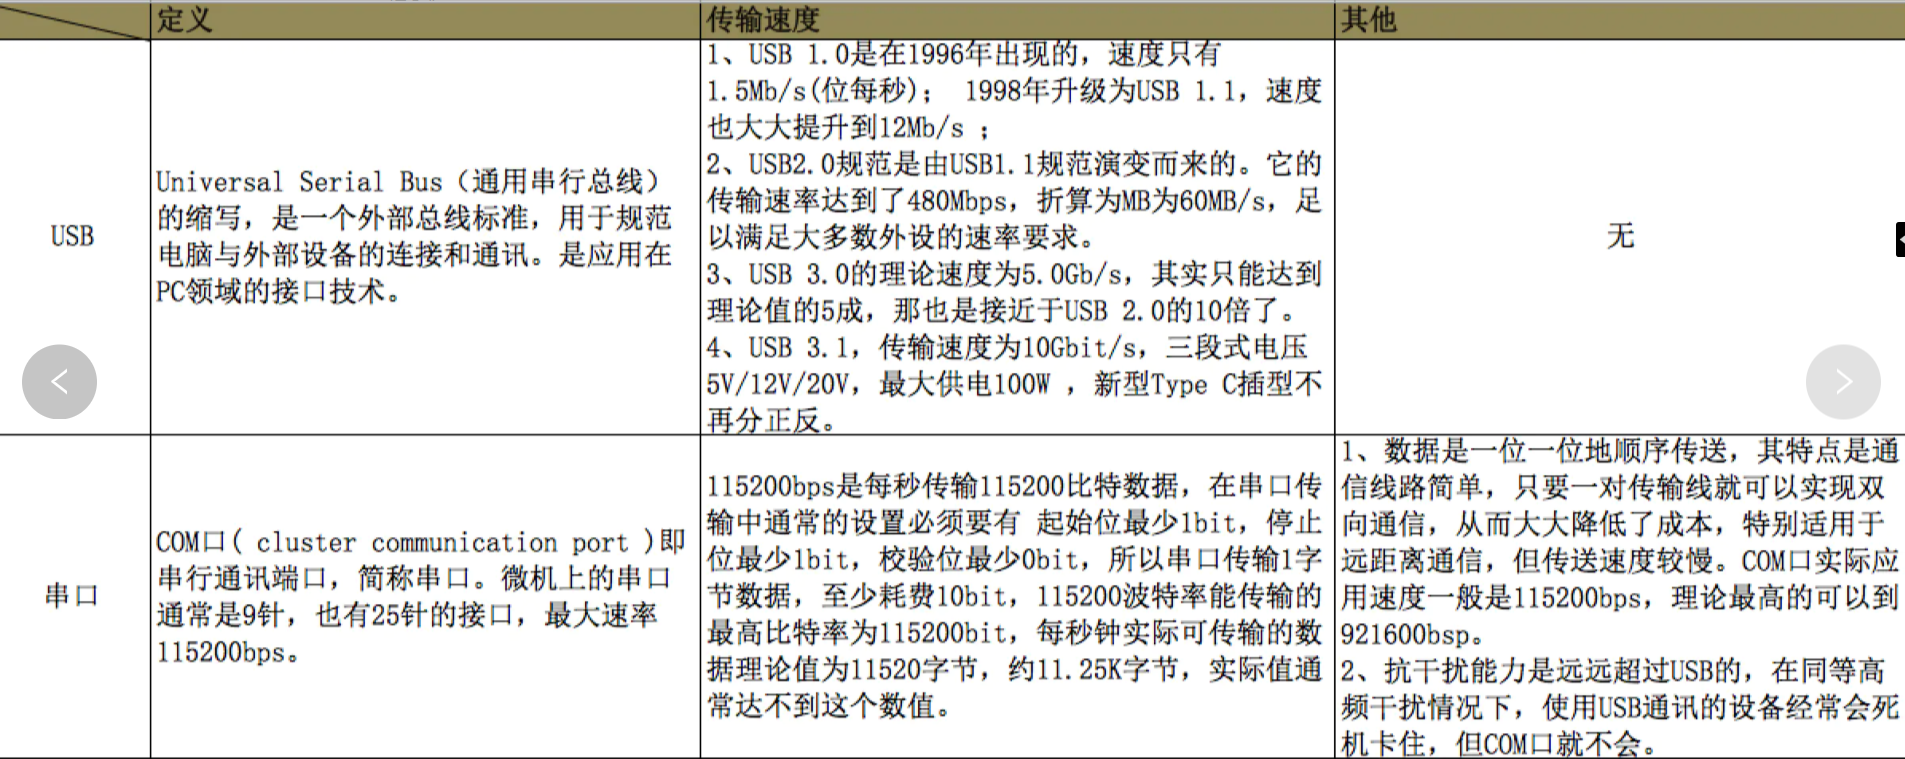 定义
传输速度
其他
USB
Universal Serial Bus（通用串行总线）
的缩写，是一个外部总线标准，用于规范
电脑与外部设备的连接和通讯。是应用在
PC领域的接口技术。
1、USB 1.0是在1996年出现的，速度只有
1.5Mb/s(位每秒)； 1998年升级为USB 1.1，速度
也大大提升到12Mb/s ；
2、USB2.0规范是由USB1.1规范演变而来的。它的
传输速率达到了480Mbps，折算为MB为60MB/s，足
以满足大多数外设的速率要求。
3、USB 3.0的理论速度为5.0Gb/s，其实只能达到
理论值的5成，那也是接近于USB 2.0的10倍了。
4、USB 3.1，传输速度为10Gbit/s，三段式电压
5V/12V/20V，最大供电100W ，新型Type C插型不
再分正反。
无
串口
COM口( cluster communication port )即
串行通讯端口，简称串口。微机上的串口
通常是9针，也有25针的接口，最大速率
115200bps。
115200bps是每秒传输115200比特数据，在串口传
输中通常的设置必须要有 起始位最少1bit，停止
位最少1bit，校验位最少0bit，所以串口传输1字
节数据，至少耗费10bit，115200波特率能传输的
最高比特率为115200bit，每秒钟实际可传输的数
据理论值为11520字节，约11.25K字节，实际值通
常达不到这个数值。
1、数据是一位一位地顺序传送，其特点是通
信线路简单，只要一对传输线就可以实现双
向通信，从而大大降低了成本，特别适用于
远距离通信，但传送速度较慢。COM口实际应
用速度一般是115200bps，理论最高的可以到
921600bsp。
2、抗干扰能力是远远超过USB的，在同等高
频干扰情况下，使用USB通讯的设备经常会死
机卡住，但COM口就不会。